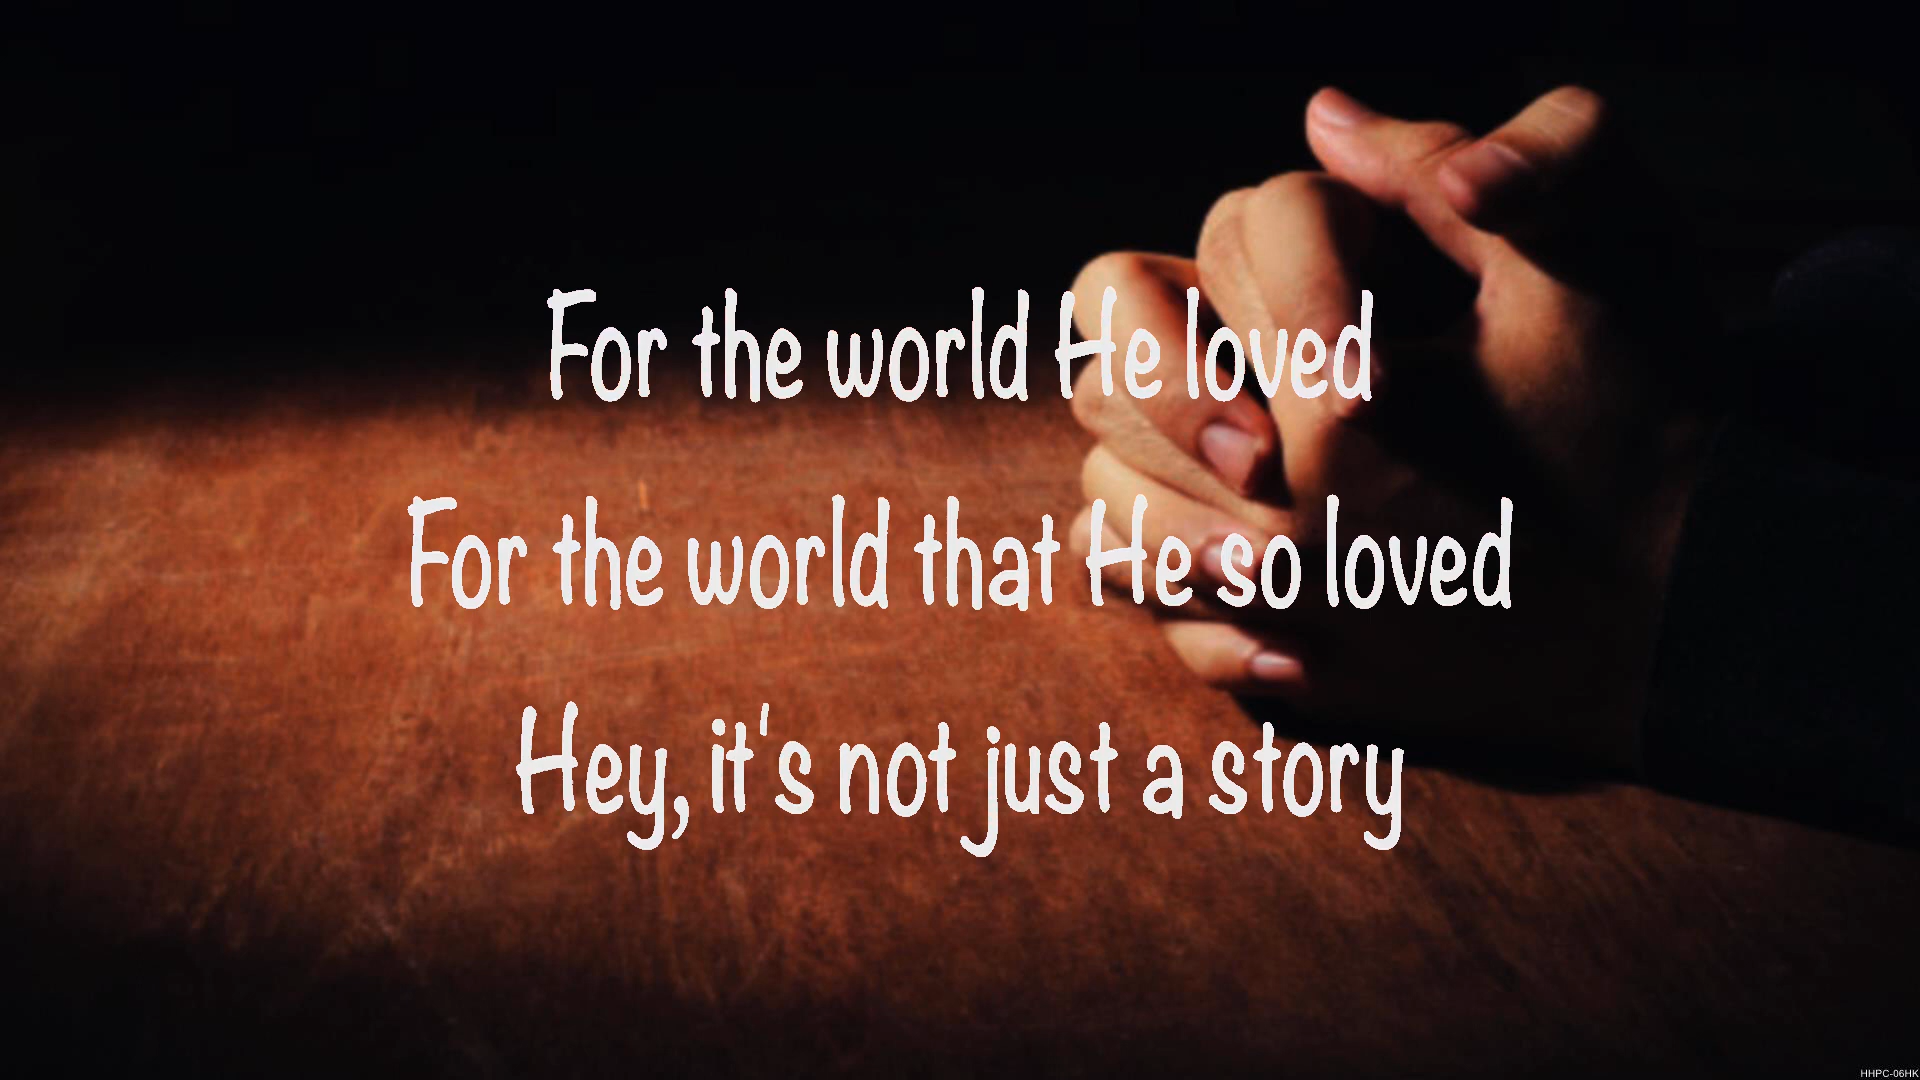 For the world He loved
For the world that He so loved
Hey, it's not just a story
HHPC-06HK